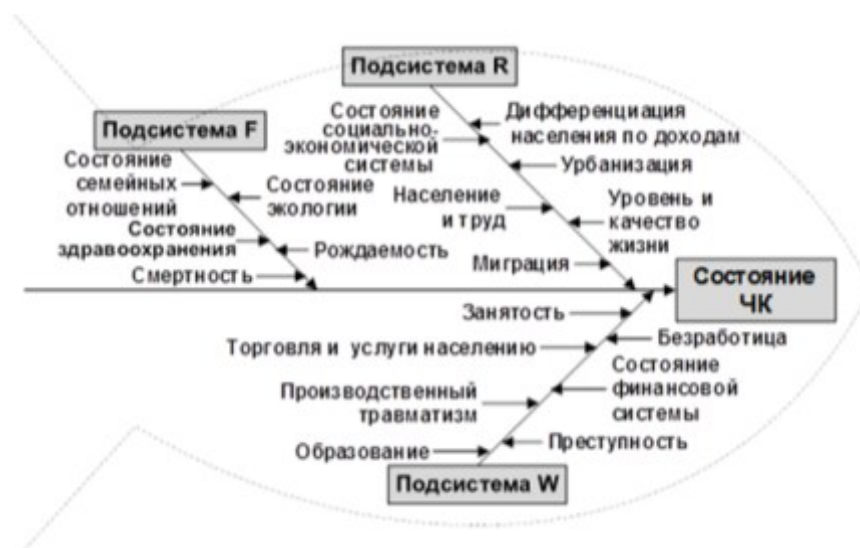 Подсистема R
Состояние
социально-
экономической
системы
Дифференциация
населения по доходам
Урбанизация
Население
и труд
Уровень и
качество
жизни
Миграция
Подсистема F
Состояние
семейных
отношений
Состояние
экологии
Состояние
здравоохранения
Рождаемость
Смертность
Состояние
ЧК
Занятость
Безработица
Торговля и услуги населению
Состояние
финансовой
системы
Производственный
травматизм
Преступность
Образование
Подсистема W